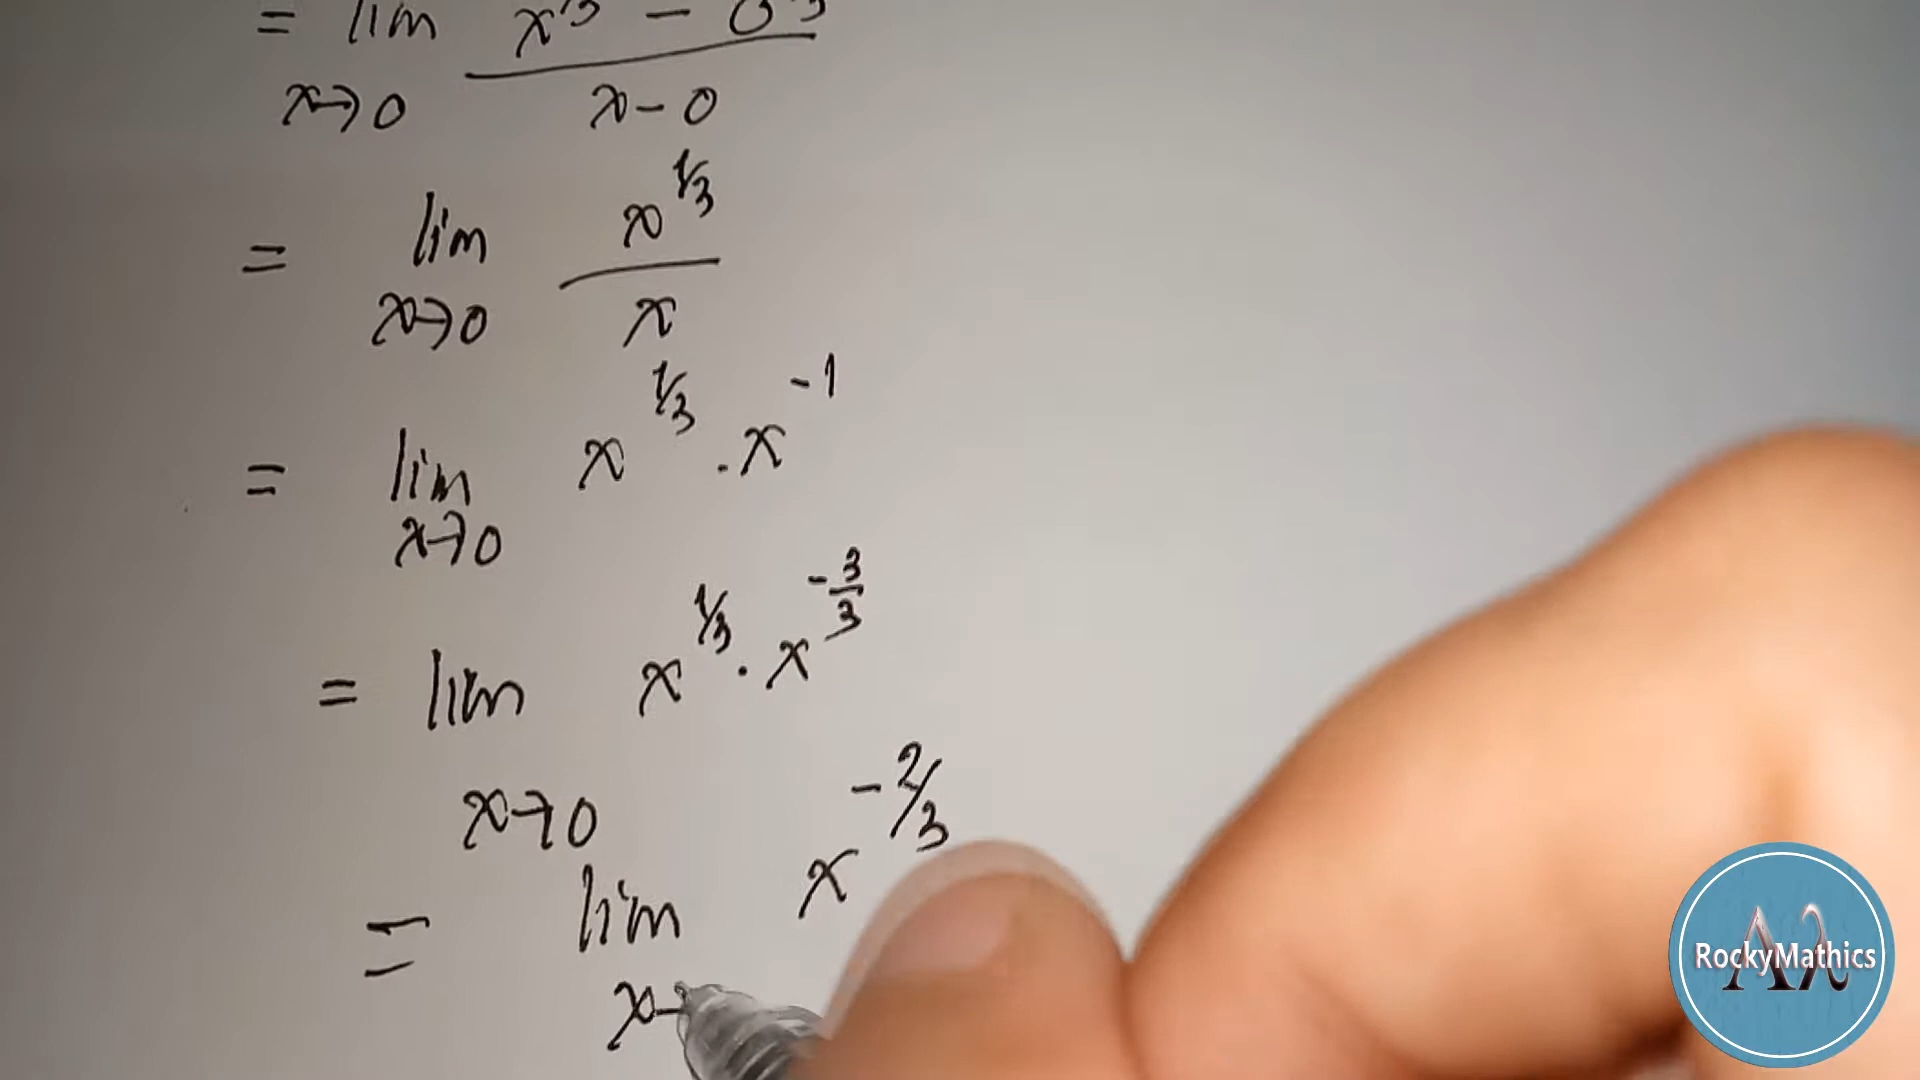 = lim x^1/3 - 0^1/3
x→0 x-0
= lim x^1/3
x→0 x
= lim x^1/3 . x^-1
x→0
= lim x^1/3 . x^-3/3
x→0
= lim x^-2/3
x-
RockyMathics